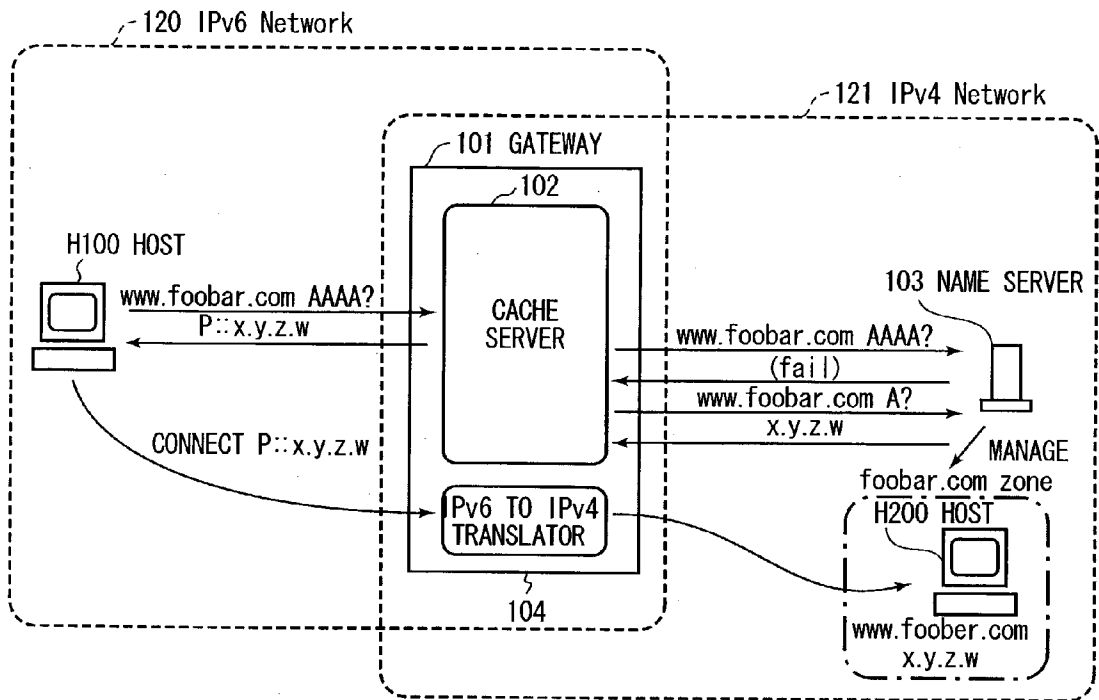 120 IPv6 Network
121 IPv4 Network
101 GATEWAY
102
H100 HOST
www.foobar.com AAAA?
P::x.y.z.w
CACHE
SERVER
103 NAME SERVER
www.foobar.com AAAA?
(fail)
www.foobar.com A?
x.y.z.w
CONNECT P::x.y.z.w
MANAGE
foobar.com zone
IPv6 TO IPv4
TRANSLATOR
H200 HOST
104
www.foober.com
x.y.z.w